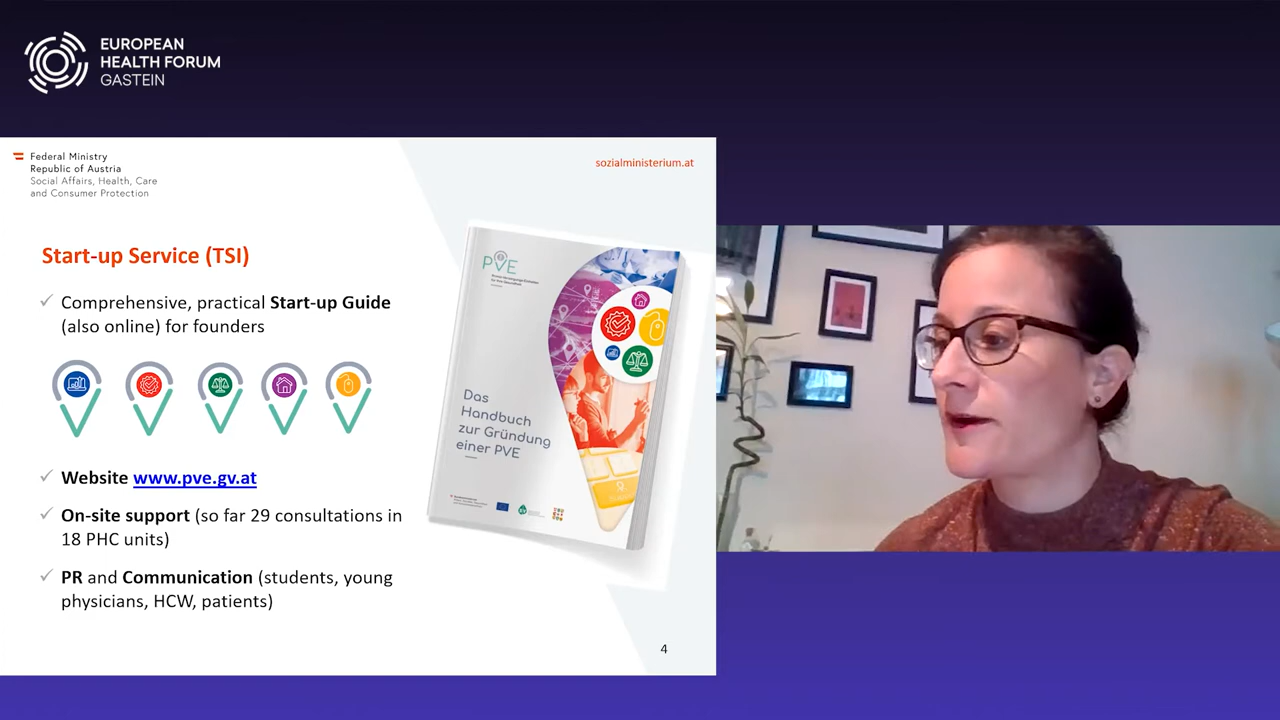 EUROPEAN
HEALTH FORUM
GASTEIN
Federal Ministry
Republic of Austria
Social Affairs, Health, Care
and Consumer Protection
sozialministerium.at
Start-up Service (TSI)
Comprehensive, practical Start-up Guide
(also online) for founders
Website www.pve.gv.at
On-site support (so far 29 consultations in
18 PHC units)
PR and Communication (students, young
physicians, HCW, patients)
PVE
Das
Handbuch
zur Gründung
einer PVE
4